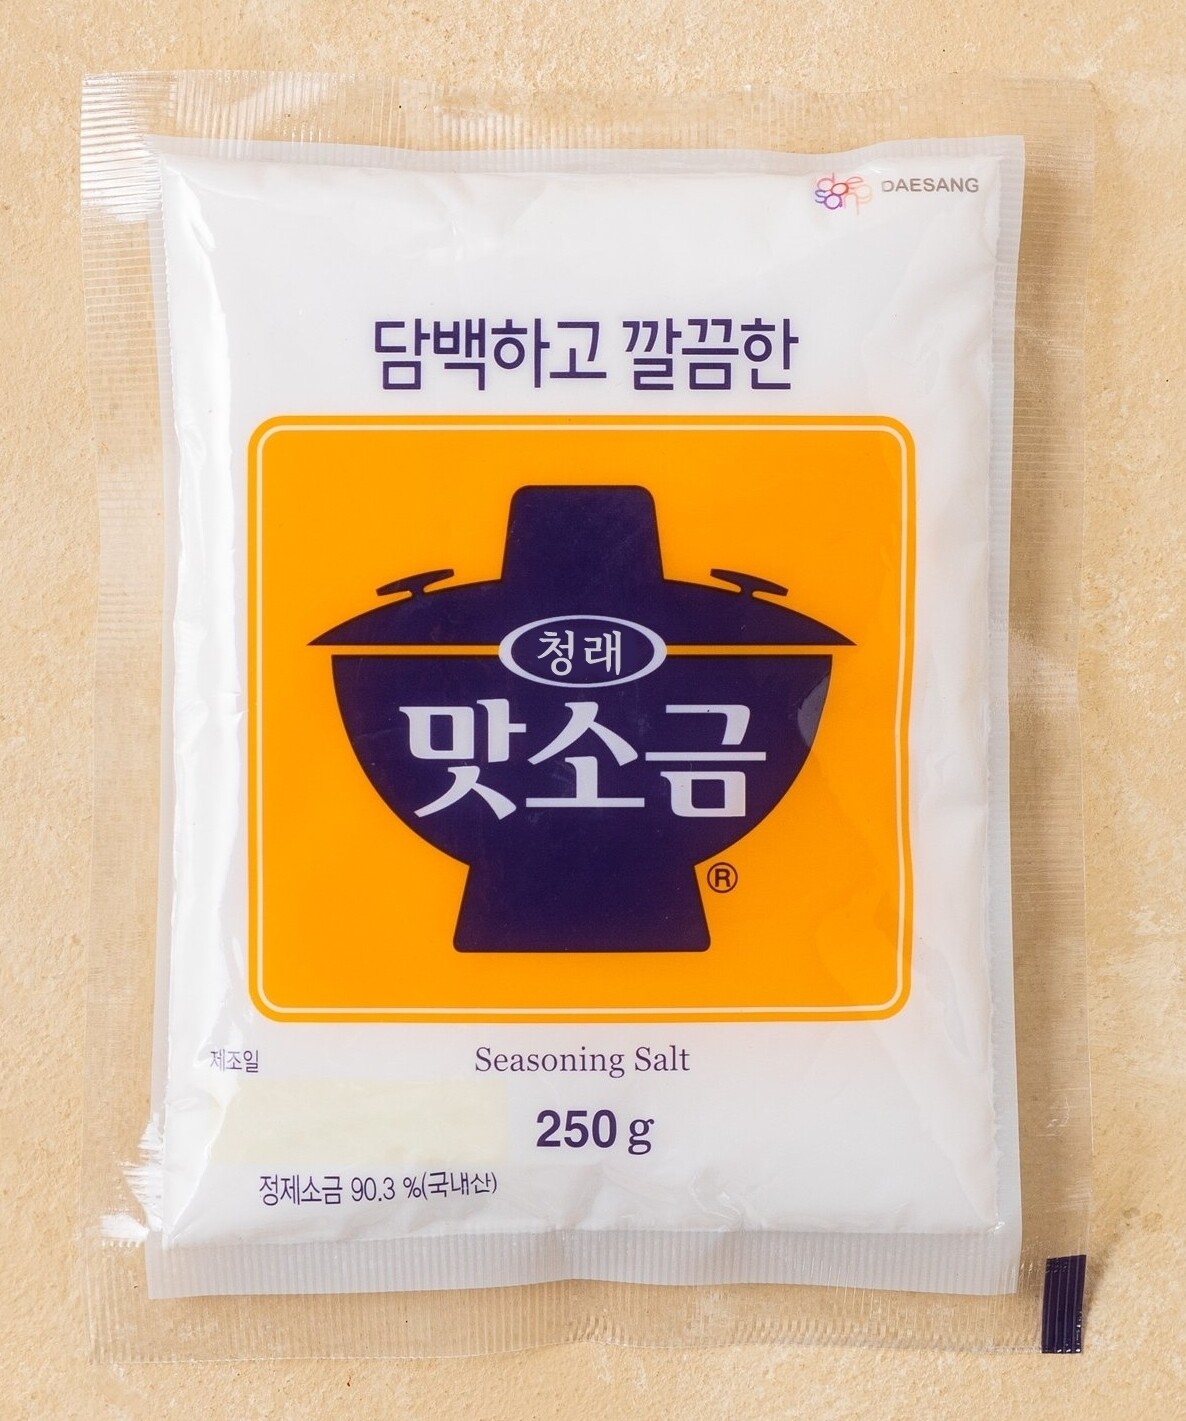 daesang DAESANG
담백하고 깔끔한
청래
맛소금
®
제조일
Seasoning Salt
250 g
정제소금 90.3 %(국내산)